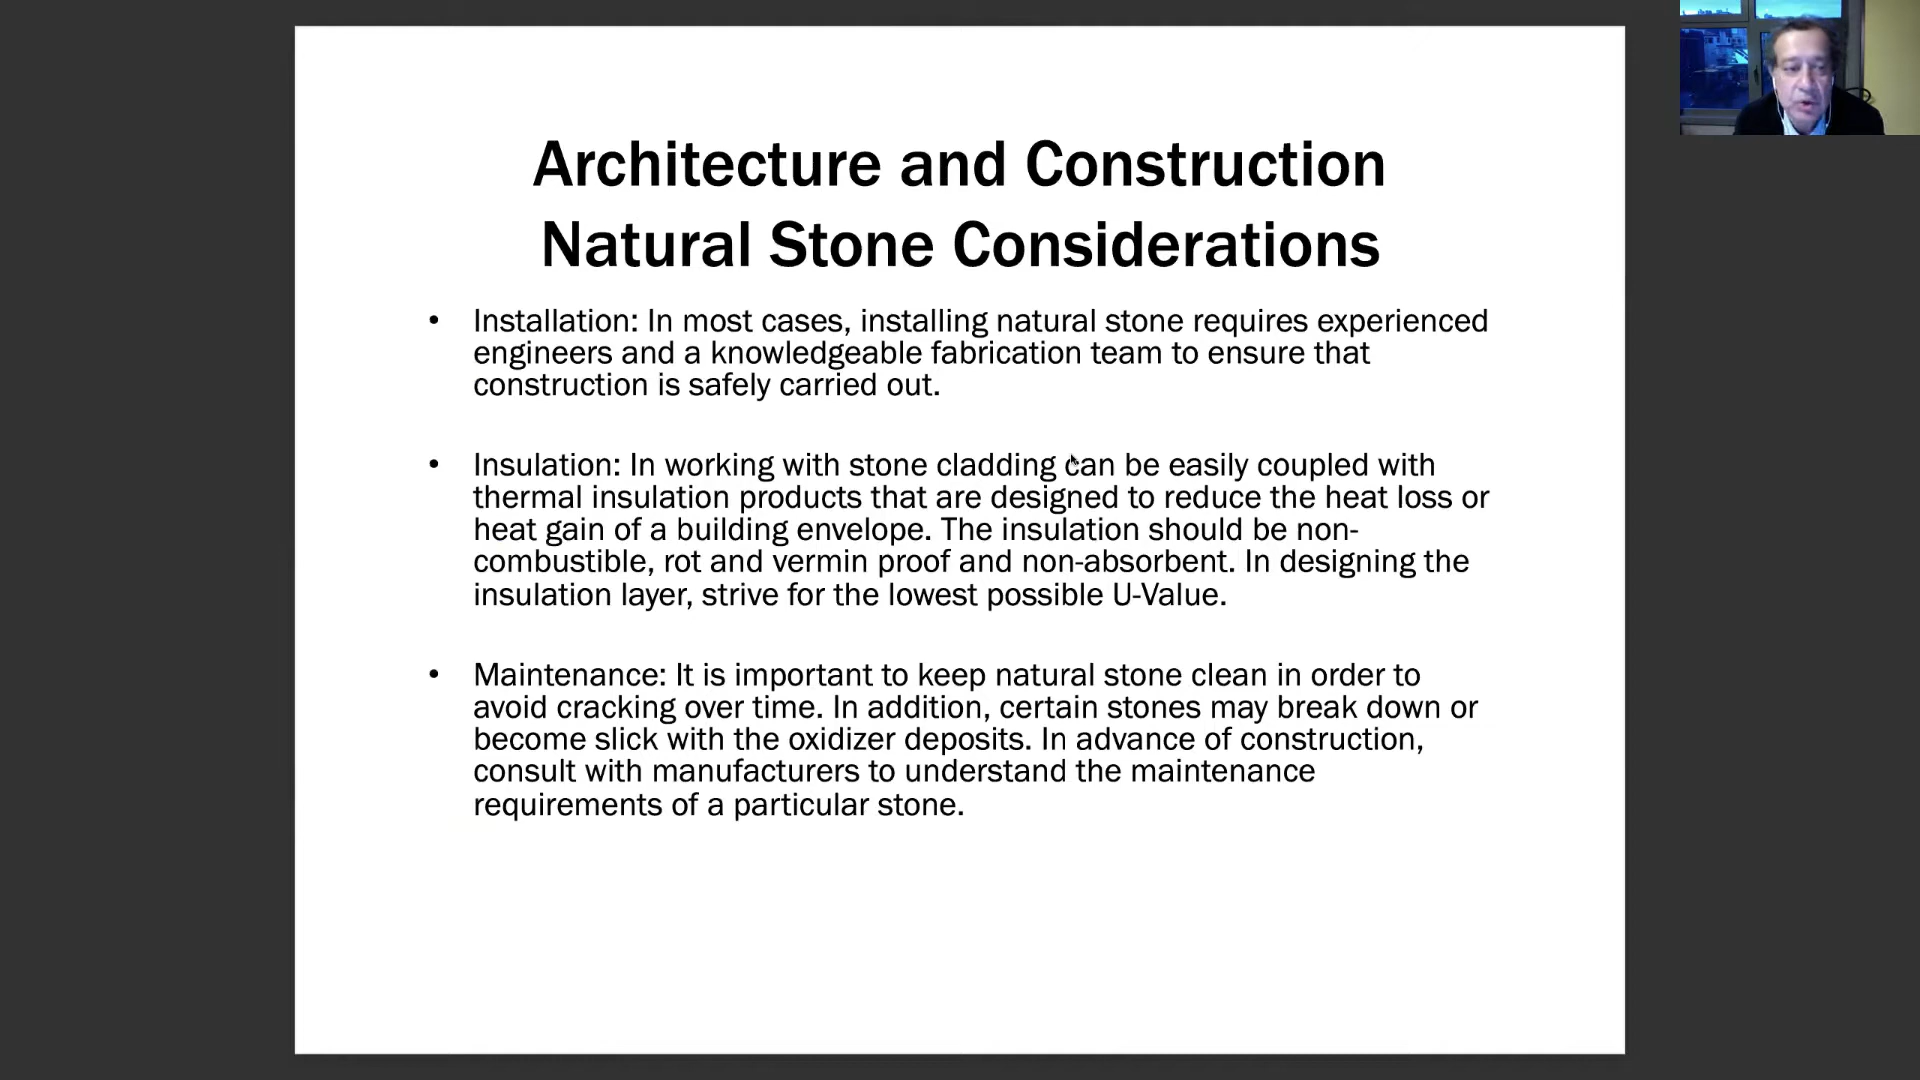 Architecture and Construction
Natural Stone Considerations
• Installation: In most cases, installing natural stone requires experienced
engineers and a knowledgeable fabrication team to ensure that
construction is safely carried out.
• Insulation: In working with stone cladding can be easily coupled with
thermal insulation products that are designed to reduce the heat loss or
heat gain of a building envelope. The insulation should be non-
combustible, rot and vermin proof and non-absorbent. In designing the
insulation layer, strive for the lowest possible U-Value.
• Maintenance: It is important to keep natural stone clean in order to
avoid cracking over time. In addition, certain stones may break down or
become slick with the oxidizer deposits. In advance of construction,
consult with manufacturers to understand the maintenance
requirements of a particular stone.